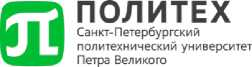 ПОЛИТЕХ
Санкт-Петербургский
политехнический университет
Петра Великого